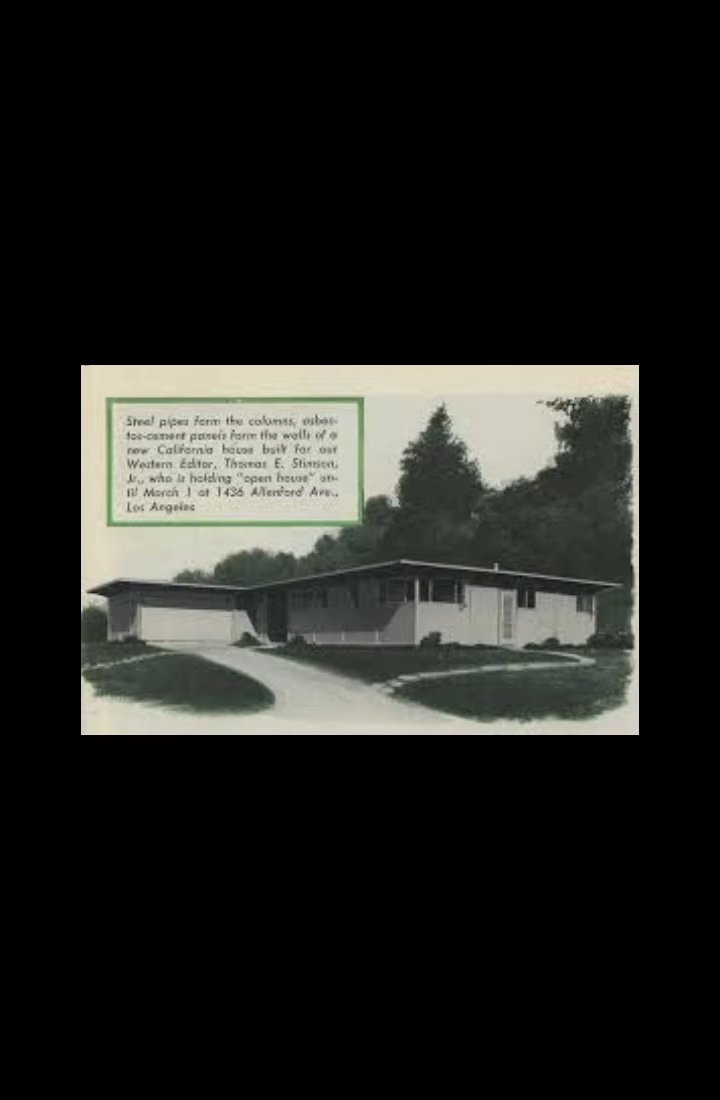 Steel pipes form the columns, asbes-
tos-cement panels form the walls of a
new California house built for our
Western Editor, Thomas E. Stimson,
Jr., who is holding "open house" un-
til March 1 at 1436 Allenford Ave.,
Los Angeles